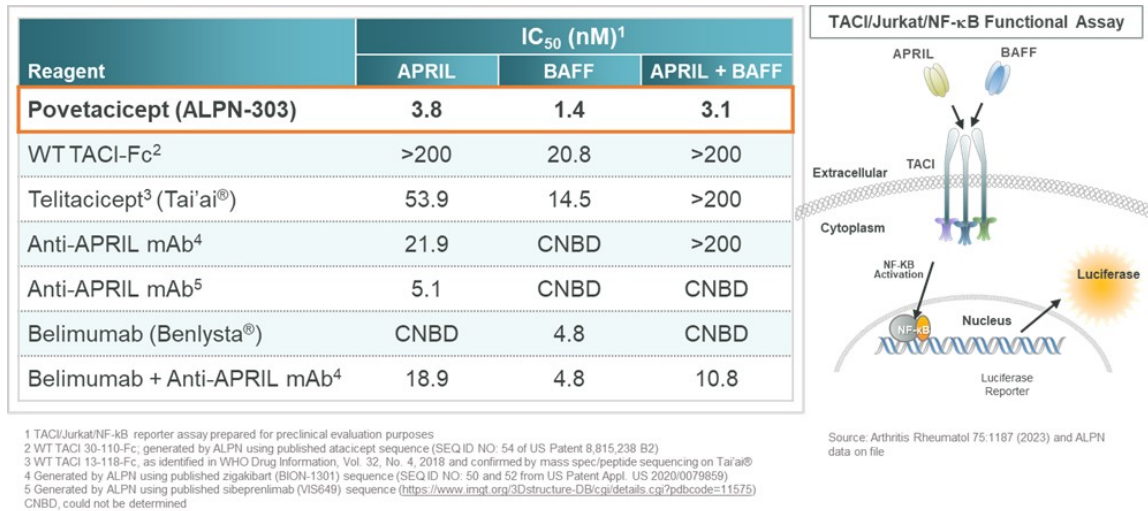 IC50 (nM)1
Reagent APRIL BAFF APRIL + BAFF
Povetacicept (ALPN-303) 3.8 1.4 3.1
WT TACI-Fc2 >200 20.8 >200
Telitacicept3 (Tai'ai®) 53.9 14.5 >200
Anti-APRIL mAb4 21.9 CNBD >200
Anti-APRIL mAb5 5.1 CNBD CNBD
Belimumab (Benlysta®) CNBD 4.8 CNBD
Belimumab + Anti-APRIL mAb4 18.9 4.8 10.8
1 TACI/Jurkat/NF-kB reporter assay prepared for preclinical evaluation purposes
2 WT TACI 30-110-Fc; generated by ALPN using published atacicept sequence (SEQ ID NO: 54 of US Patent 8,815,238 B2)
3 WT TACI 13-118-Fc, as identified in WHO Drug Information, Vol. 32, No. 4, 2018 and confirmed by mass spec/peptide sequencing on Tai'ai®
4 Generated by ALPN using published zigakibart (BION-1301) sequence (SEQ ID NO: 50 and 52 from US Patent Appl. US 2020/0079859)
5 Generated by ALPN using published sibeprenlimab (VIS649) sequence (https://www.imgt.org/3Dstructure-DB/cgi/details.cgi?pdbcode=11575)
CNBD, could not be determined
TACI/Jurkat/NF-κB Functional Assay
APRIL BAFF
TACI
Extracellular
Cytoplasm
NF-KB
Activation
Luciferase
Nucleus
NF-κB
Luciferase
Reporter
Source: Arthritis Rheumatol 75:1187 (2023) and ALPN
data on file